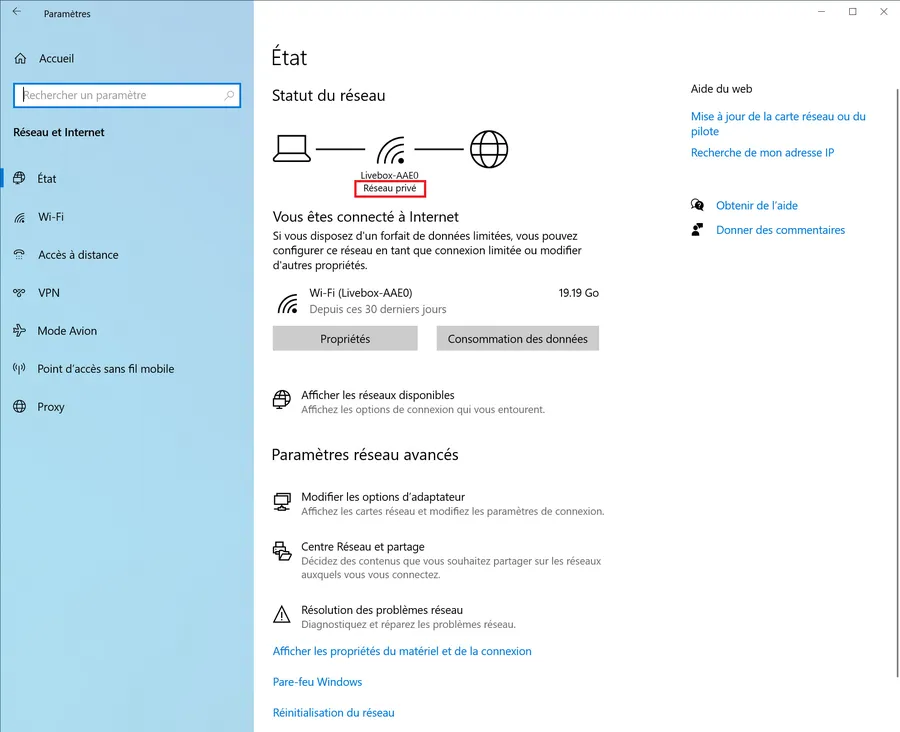 Paramètres
Accueil
Rechercher un paramètre
Réseau et Internet
État
Wi-Fi
Accès à distance
VPN
Mode Avion
Point d'accès sans fil mobile
Proxy
État
Statut du réseau
Livebox-AAE0
Réseau privé
Vous êtes connecté à Internet
Si vous disposez d'un forfait de données limitées, vous pouvez
configurer ce réseau en tant que connexion limitée ou modifier
d'autres propriétés.
Wi-Fi (Livebox-AAE0)
19.19 Go
Depuis ces 30 derniers jours
Propriétés
Consommation des données
Afficher les réseaux disponibles
Affichez les options de connexion qui vous entourent.
Paramètres réseau avancés
Modifier les options d'adaptateur
Affichez les cartes réseau et modifiez les paramètres de connexion.
Centre Réseau et partage
Décidez des contenus que vous souhaitez partager sur les réseaux
auxquels vous vous connectez.
Résolution des problèmes réseau
Diagnostiquez et réparez les problèmes réseau.
Afficher les propriétés du matériel et de la connexion
Pare-feu Windows
Réinitialisation du réseau
Aide du web
Mise à jour de la carte réseau ou du
pilote
Recherche de mon adresse IP
Obtenir de l'aide
Donner des commentaires